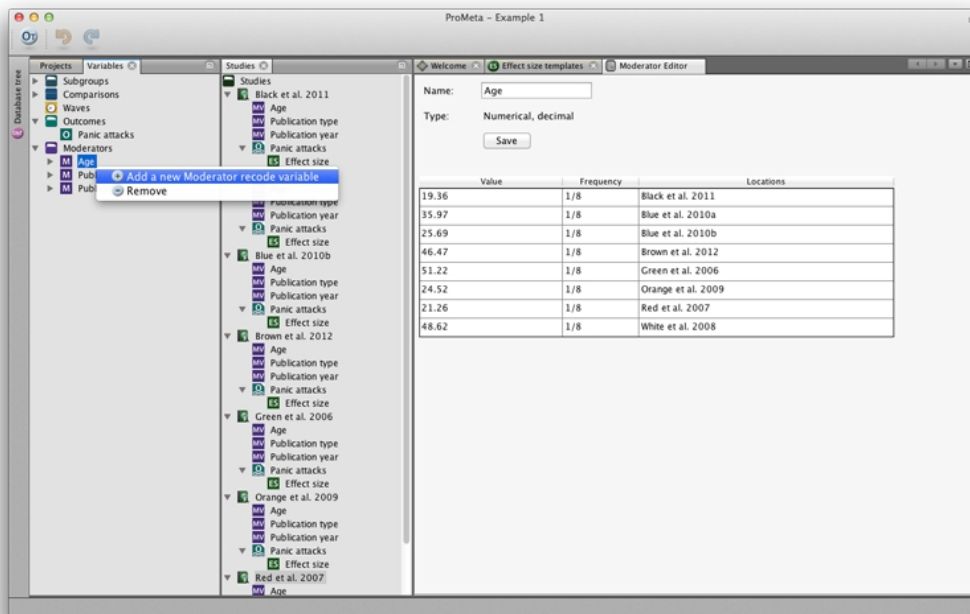 ProMeta - Example 1
Database tree
Projects
Variables
Subgroups
Comparisons
Waves
Outcomes
Panic attacks
Moderators
Age
Publ
Publ
Add a new Moderator recode variable
Remove
Studies
Studies
Black et al. 2011
Age
Publication type
Publication year
Panic attacks
Effect size
Publication type
Publication year
Panic attacks
Effect size
Blue et al. 2010b
Age
Publication type
Publication year
Panic attacks
Effect size
Brown et al. 2012
Age
Publication type
Publication year
Panic attacks
Effect size
Green et al. 2006
Age
Publication type
Publication year
Panic attacks
Effect size
Orange et al. 2009
Age
Publication type
Publication year
Panic attacks
Effect size
Red et al. 2007
Age
Welcome
Effect size templates
Moderator Editor
Name: Age
Type: Numerical, decimal
Save
Value Frequency Locations
19.36 1/8 Black et al. 2011
35.97 1/8 Blue et al. 2010a
25.69 1/8 Blue et al. 2010b
46.47 1/8 Brown et al. 2012
51.22 1/8 Green et al. 2006
24.52 1/8 Orange et al. 2009
21.26 1/8 Red et al. 2007
48.62 1/8 White et al. 2008